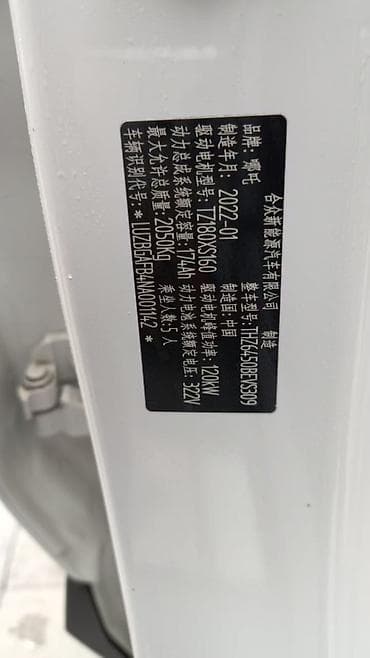 合众新能源汽车有限公司 制造
品牌：哪吒 整车型号：THZ6450BEVS309
制造年月：2022-01 制造国：中国
驱动电机型号：TZ180XS160 驱动电机峰值功率：120kW
动力总成系统额定容量：174Ah 动力电池系统额定电压：322V
最大允许总质量：2050Kg 乘坐人数：5人
车辆识别代号：*LUZBGAFB4NA001142*